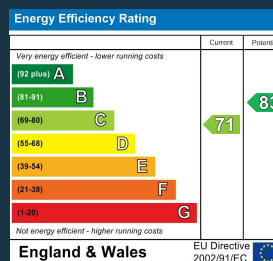 Energy Efficiency Rating
Current
Very energy efficient - lower running costs
(92 plus) A
(81-91) B
83
(69-80) C
71
(55-68) D
(39-54) E
(21-38) F
(1-20) G
Not energy efficient - higher running costs
England & Wales
EU Directive
2002/91/EC